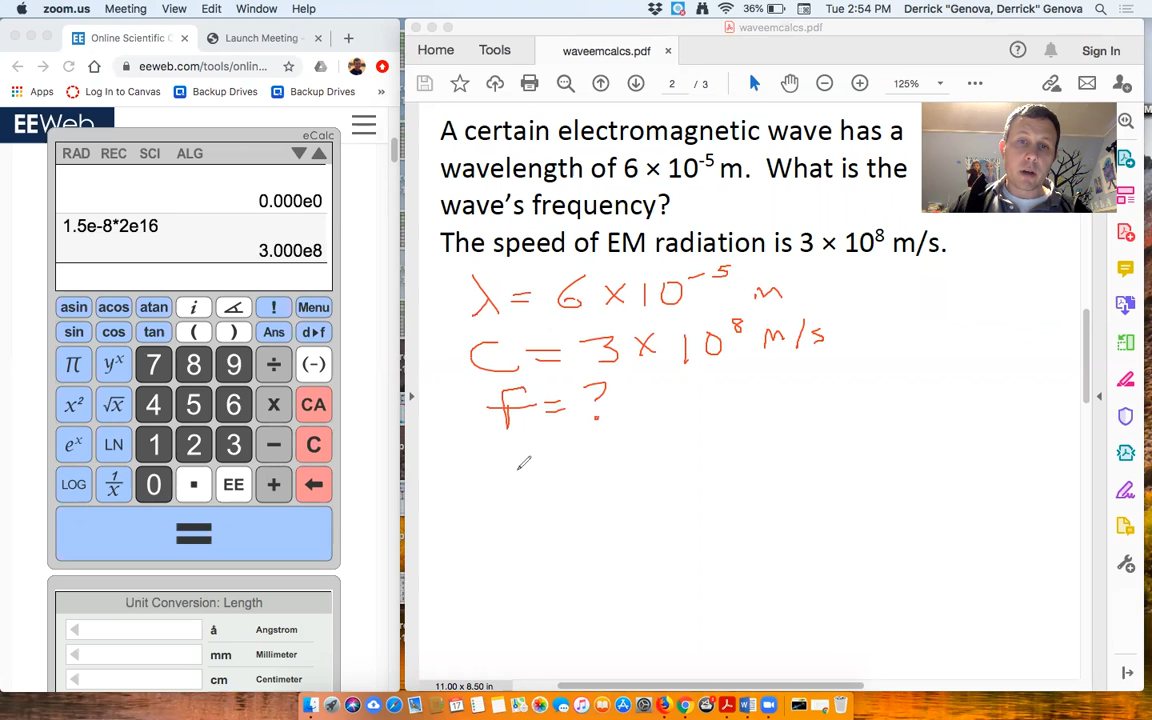 zoom.us Meeting View Edit Window Help 36% Tue 2:54 PM Derrick "Genova, Derrick" Genova
Online Scientific C × Launch Meeting - × +
waveemcalcs.pdf
eeweb.com/tools/onlin...
Home Tools waveemcalcs.pdf × Sign In
Apps Log In to Canvas Backup Drives Backup Drives »
2 / 3 125%
EEWeb
eCalc
RAD REC SCI ALG
0.000e0
1.5e-8*2e16
3.000e8
asin acos atan i ∡ ! Menu
sin cos tan ( ) Ans d▸f
π yˣ 7 8 9 ÷ (−)
x² √x 4 5 6 x CA
eˣ LN 1 2 3 − C
LOG 1/x 0 . EE + ←
=
Unit Conversion: Length
å Angstrom
mm Millimeter
cm Centimeter
A certain electromagnetic wave has a
wavelength of 6 × 10⁻⁵ m. What is the
wave's frequency?
The speed of EM radiation is 3 × 10⁸ m/s.
λ = 6 × 10⁻⁵ m
C = 3 × 10⁸ m/s
f = ?
11.00 x 8.50 in